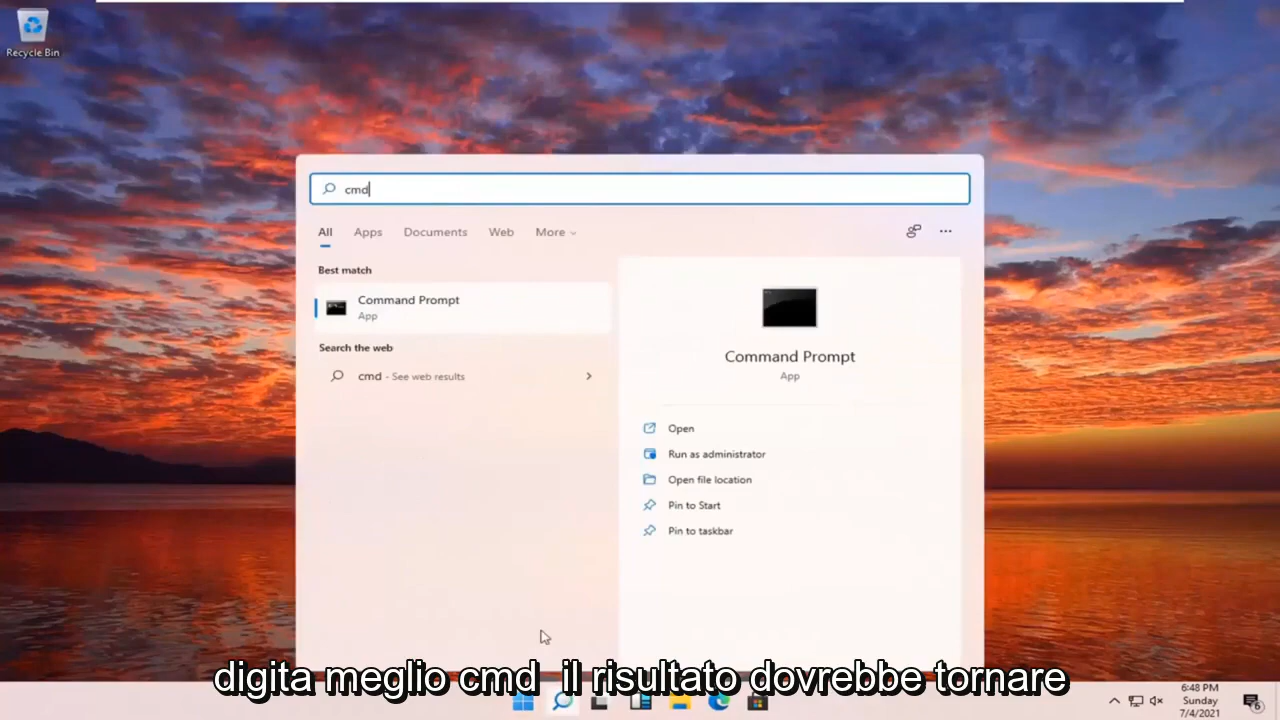 Recycle Bin
cmd
All Apps Documents Web More
Best match
Command Prompt
App
Search the web
cmd - See web results
Command Prompt
App
Open
Run as administrator
Open file location
Pin to Start
Pin to taskbar
digita meglio cmd il risultato dovrebbe tornare
6:48 PM
Sunday
7/4/2021
6